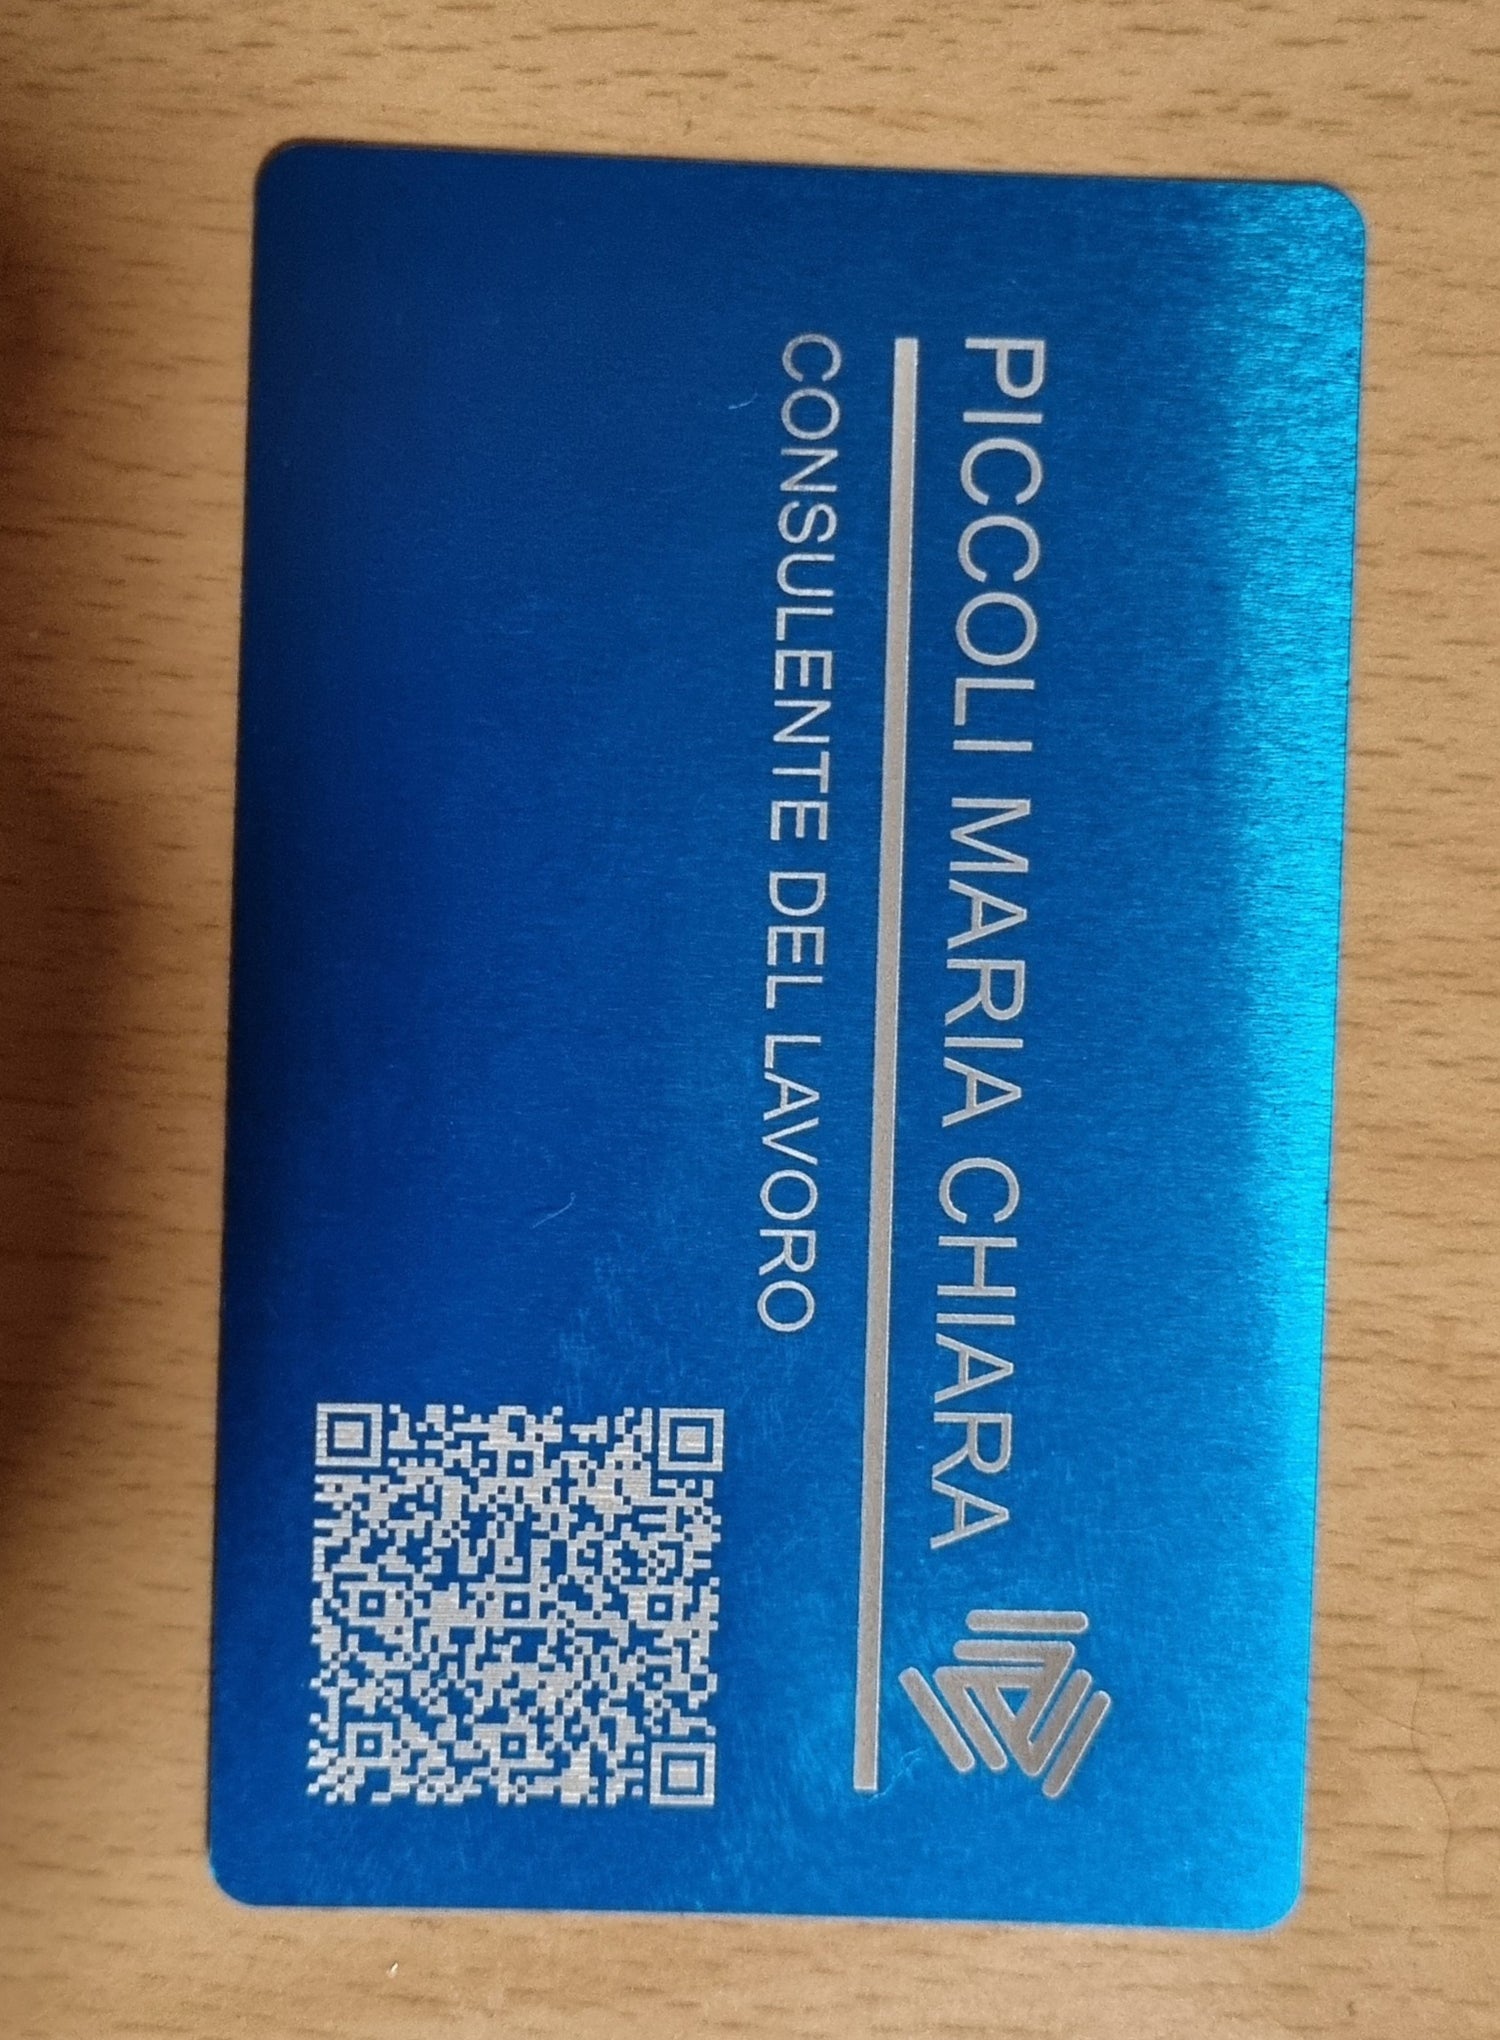 PICCOLI MARIA CHIARA
CONSULENTE DEL LAVORO